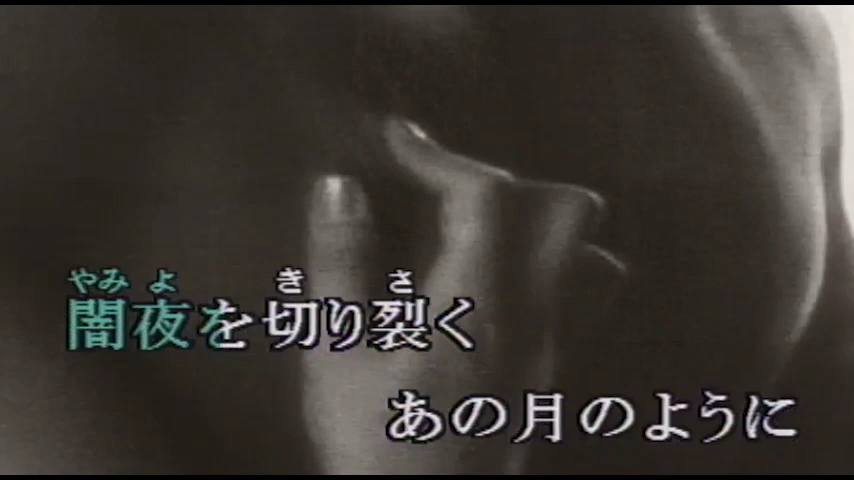 やみよ き さ
闇夜を切り裂く
あの月のように